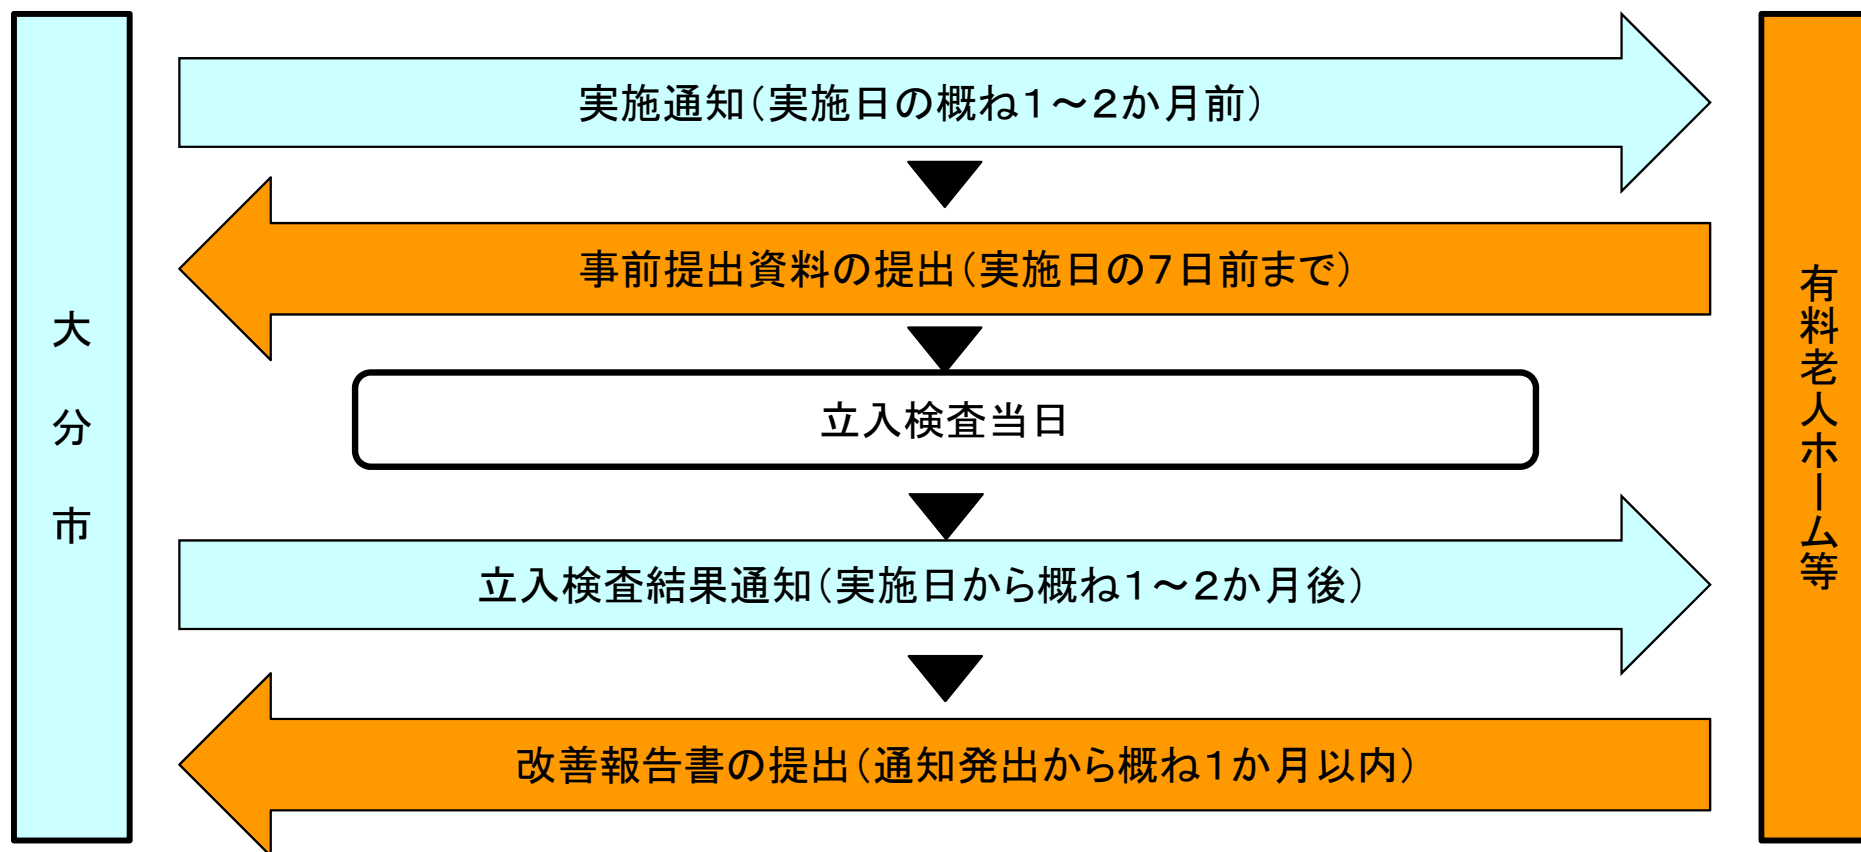 大分市
実施通知(実施日の概ね1~2か月前)
事前提出資料の提出(実施日の7日前まで)
立入検査当日
立入検査結果通知(実施日から概ね1~2か月後)
改善報告書の提出(通知発出から概ね1か月以内)
有料老人ホーム等